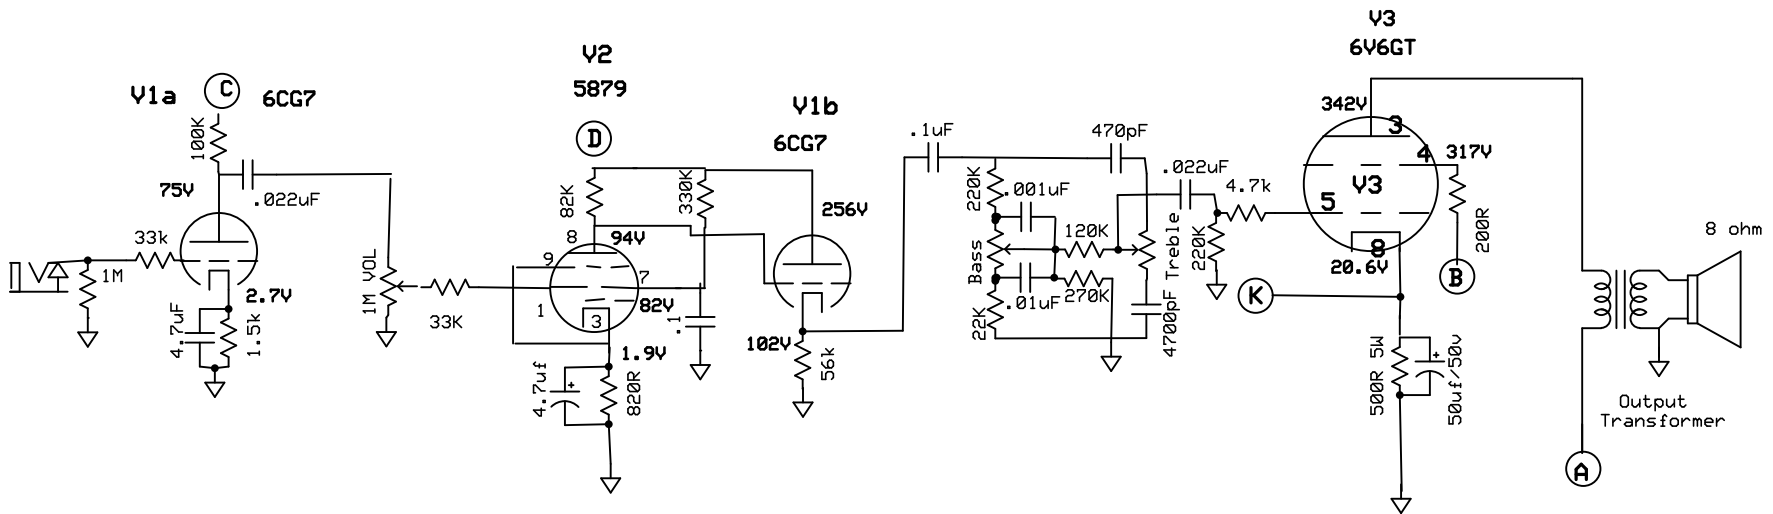 V1a
C
6CG7
100K
75V
.022uF
33k
1M
2.7V
4.7uF
1.5k
1M VOL
33K
V2
5879
D
82K
330K
8
94V
9
7
1
82V
3
.1
1.9V
4.7uf
+
820R
V1b
6CG7
256V
102V
56k
.1uF
470pF
220K
.001uF
Bass
120K
.01uF
270K
22K
Treble
4700pF
.022uF
220K
4.7k
V3
6V6GT
342V
3
4
317V
V3
5
200R
8
20.6V
B
K
500R 5W
+
50uf/50v
8 ohm
Output
Transformer
A